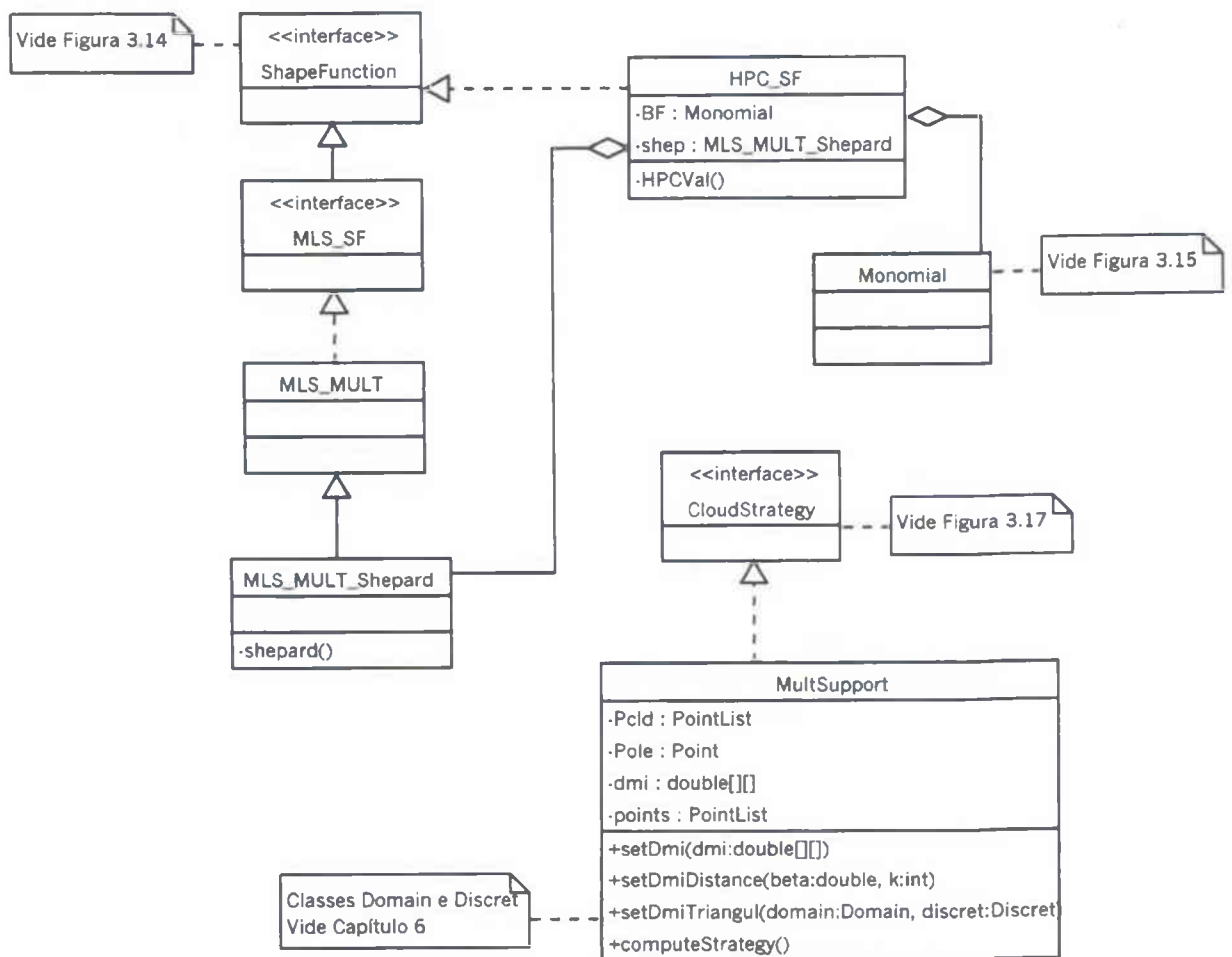 Vide Figura 3.14
<<interface>>
ShapeFunction
HPC_SF
-BF : Monomial
-shep : MLS_MULT_Shepard
-HPCVal()
<<interface>>
MLS_SF
Monomial
Vide Figura 3.15
MLS_MULT
<<interface>>
CloudStrategy
Vide Figura 3.17
MLS_MULT_Shepard
-shepard()
MultSupport
-Pcld : PointList
-Pole : Point
-dmi : double[][]
-points : PointList
+setDmi(dmi:double[][])
+setDmiDistance(beta:double, k:int)
+setDmiTriangul(domain:Domain, discret:Discret)
+computeStrategy()
Classes Domain e Discret
Vide Capítulo 6